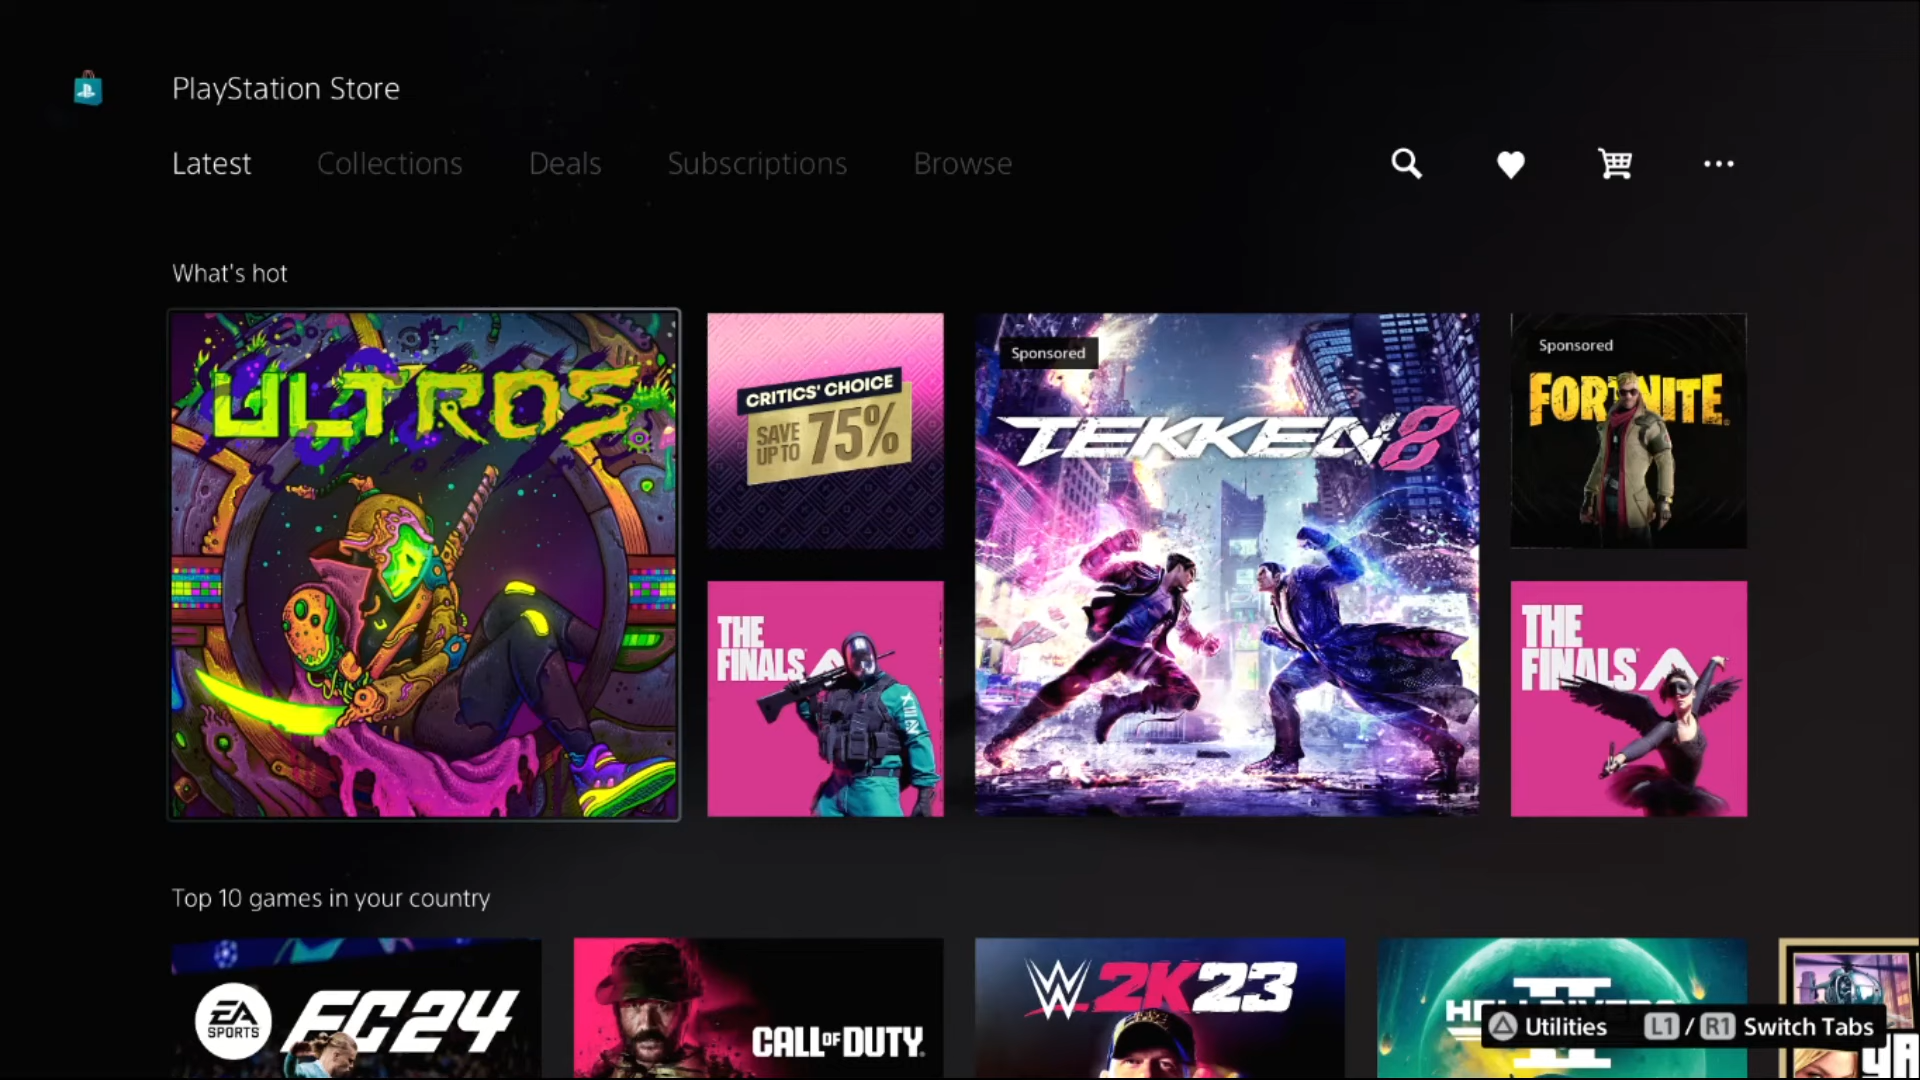 PlayStation Store
Latest
Collections
Deals
Subscriptions
Browse
What's hot
ULTROS
CRITICS' CHOICE
SAVE
UP TO 75%
THE
FINALS
Sponsored
TEKKEN 8
Sponsored
FORTNITE
THE
FINALS
Top 10 games in your country
EA
SPORTS
FC24
CALL OF DUTY
W 2K23
II
Utilities
L1 / R1 Switch Tabs